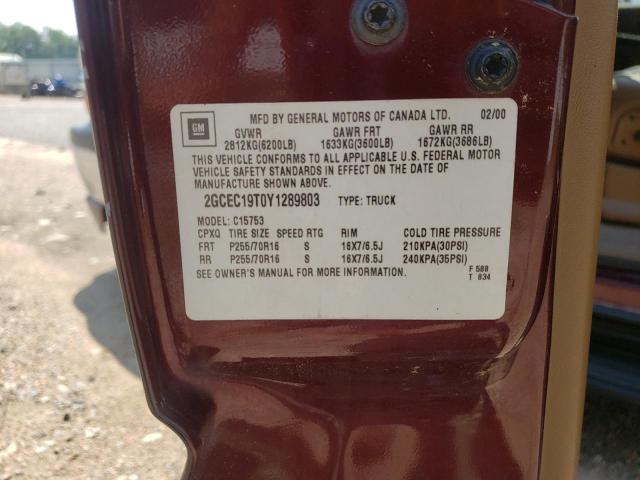 MFD BY GENERAL MOTORS OF CANADA LTD. 02/00
GM
GVWR GAWR FRT GAWR RR
2812KG(6200LB) 1633KG(3600LB) 1672KG(3686LB)
THIS VEHICLE CONFORMS TO ALL APPLICABLE U.S. FEDERAL MOTOR
VEHICLE SAFETY STANDARDS IN EFFECT ON THE DATE OF
MANUFACTURE SHOWN ABOVE.
2GCEC19T0Y1289803 TYPE: TRUCK
MODEL: C15753
CPXQ TIRE SIZE SPEED RTG RIM COLD TIRE PRESSURE
FRT P255/70R16 S 16X7/6.5J 210KPA(30PSI)
RR P255/70R16 S 16X7/6.5J 240KPA(35PSI)
SEE OWNER'S MANUAL FOR MORE INFORMATION.
F 588
T 834